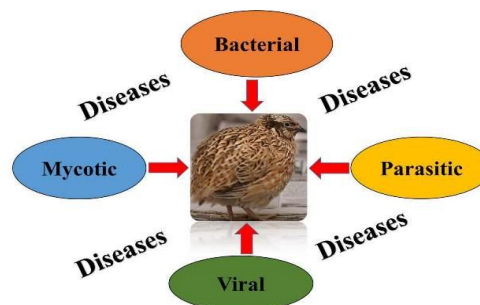 Bacterial
Diseases
Diseases
Mycotic
Parasitic
Diseases
Diseases
Viral